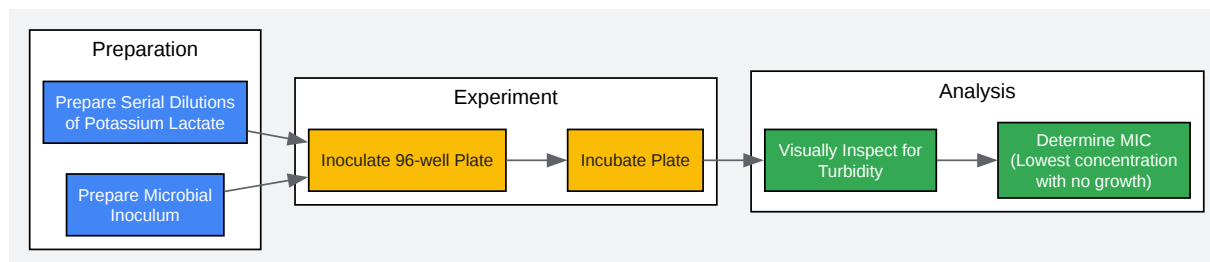 Preparation
Prepare Serial Dilutions
of Potassium Lactate
Prepare Microbial
Inoculum
Experiment
Inoculate 96-well Plate
Incubate Plate
Analysis
Visually Inspect for
Turbidity
Determine MIC
(Lowest concentration
with no growth)